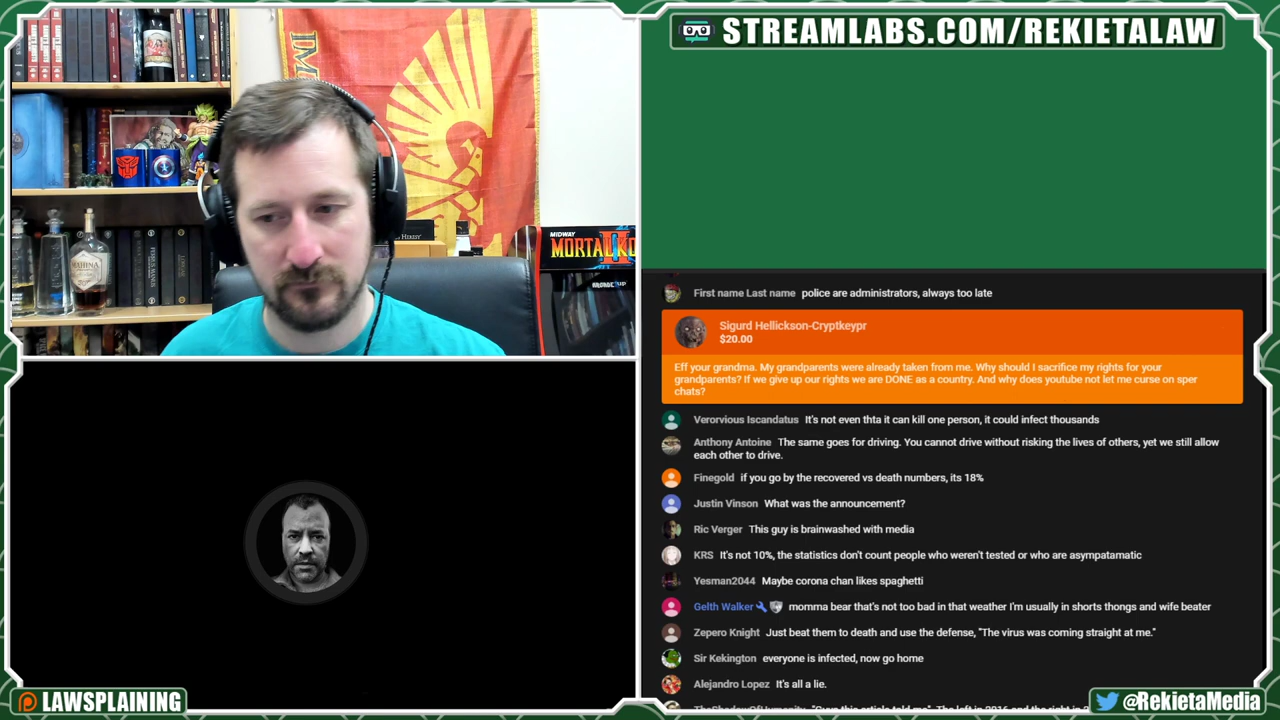 STREAMLABS.COM/REKIETALAW
MIDWAY
MORTAL KO
II
First name Last name police are administrators, always too late
Sigurd Hellickson-Cryptkeypr
$20.00
Eff your grandma. My grandparents were already taken from me. Why should I sacrifice my rights for your
grandparents? If we give up our rights we are DONE as a country. And why does youtube not let me curse on sper
chats?
Verorvious Iscandatus It's not even thta it can kill one person, it could infect thousands
Anthony Antoine The same goes for driving. You cannot drive without risking the lives of others, yet we still allow
each other to drive.
Finegold if you go by the recovered vs death numbers, its 18%
Justin Vinson What was the announcement?
Ric Verger This guy is brainwashed with media
KRS It's not 10%, the statistics don't count people who weren't tested or who are asympatamatic
Yesman2044 Maybe corona chan likes spaghetti
Gelth Walker momma bear that's not too bad in that weather I'm usually in shorts thongs and wife beater
Zepero Knight Just beat them to death and use the defense, "The virus was coming straight at me."
Sir Kekington everyone is infected, now go home
Alejandro Lopez It's all a lie.
LAWSPLAINING
@RekietaMedia